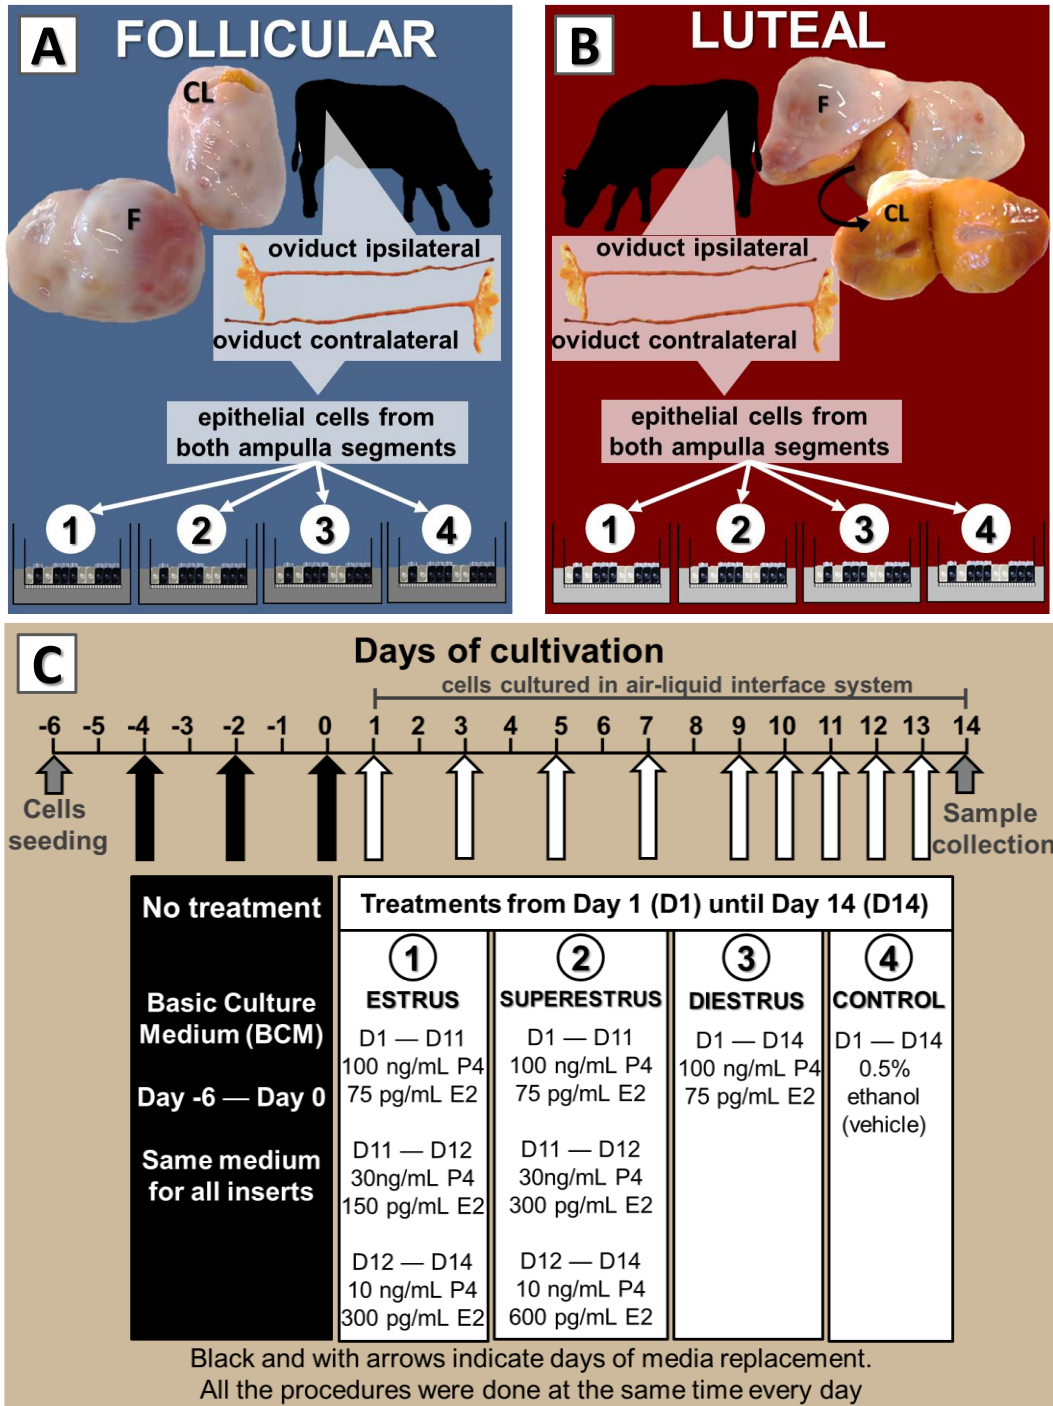 A FOLLICULAR
CL
F
oviduct ipsilateral
oviduct contralateral
epithelial cells from
both ampulla segments
1 2 3 4
B LUTEAL
F
CL
oviduct ipsilateral
oviduct contralateral
epithelial cells from
both ampulla segments
1 2 3 4
C Days of cultivation
cells cultured in air-liquid interface system
-6 -5 -4 -3 -2 -1 0 1 2 3 4 5 6 7 8 9 10 11 12 13 14
Cells
seeding
Sample
collection
No treatment
Basic Culture
Medium (BCM)
Day -6 — Day 0
Same medium
for all inserts
Treatments from Day 1 (D1) until Day 14 (D14)
1
ESTRUS
D1 — D11
100 ng/mL P4
75 pg/mL E2
D11 — D12
30ng/mL P4
150 pg/mL E2
D12 — D14
10 ng/mL P4
300 pg/mL E2
2
SUPERESTRUS
D1 — D11
100 ng/mL P4
75 pg/mL E2
D11 — D12
30ng/mL P4
300 pg/mL E2
D12 — D14
10 ng/mL P4
600 pg/mL E2
3
DIESTRUS
D1 — D14
100 ng/mL P4
75 pg/mL E2
4
CONTROL
D1 — D14
0.5%
ethanol
(vehicle)
Black and with arrows indicate days of media replacement.
All the procedures were done at the same time every day